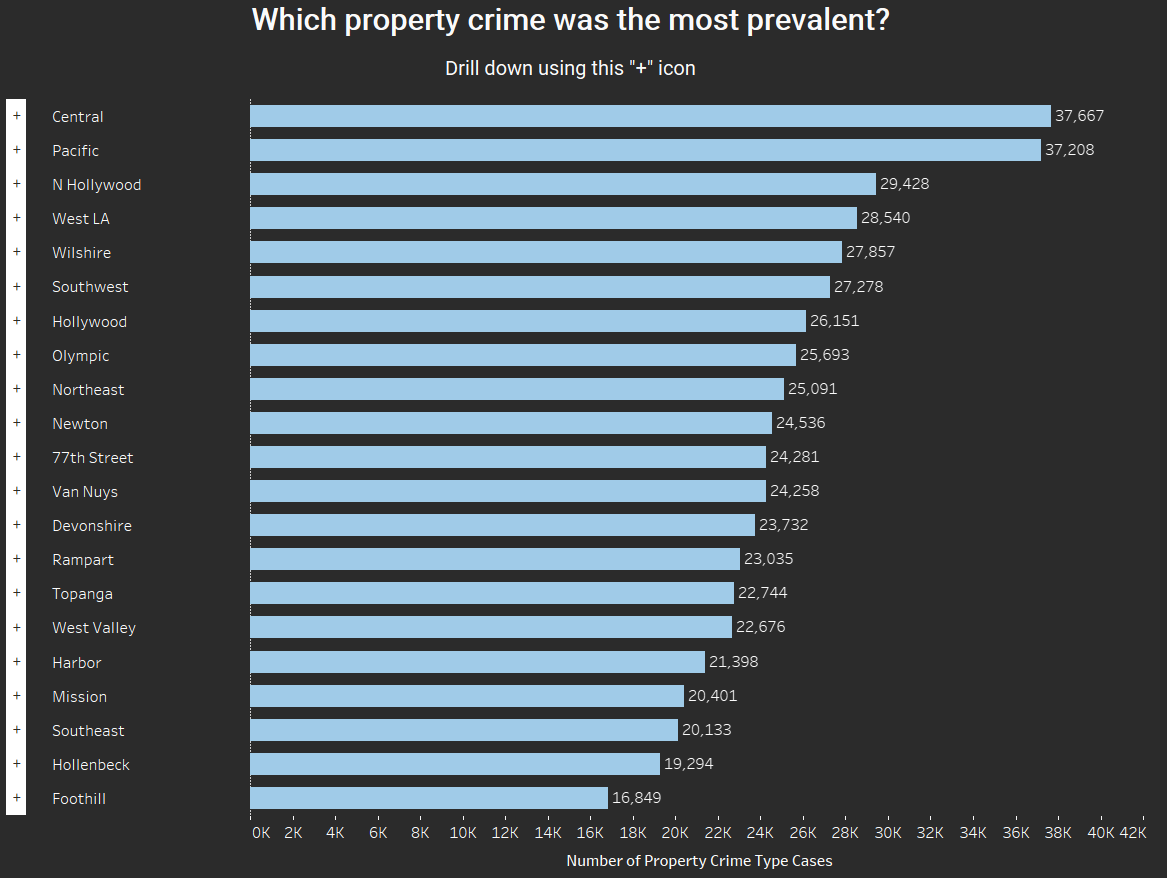 Which property crime was the most prevalent?
Drill down using this "+" icon
+ Central 37,667
+ Pacific 37,208
+ N Hollywood 29,428
+ West LA 28,540
+ Wilshire 27,857
+ Southwest 27,278
+ Hollywood 26,151
+ Olympic 25,693
+ Northeast 25,091
+ Newton 24,536
+ 77th Street 24,281
+ Van Nuys 24,258
+ Devonshire 23,732
+ Rampart 23,035
+ Topanga 22,744
+ West Valley 22,676
+ Harbor 21,398
+ Mission 20,401
+ Southeast 20,133
+ Hollenbeck 19,294
+ Foothill 16,849
0K 2K 4K 6K 8K 10K 12K 14K 16K 18K 20K 22K 24K 26K 28K 30K 32K 34K 36K 38K 40K 42K
Number of Property Crime Type Cases